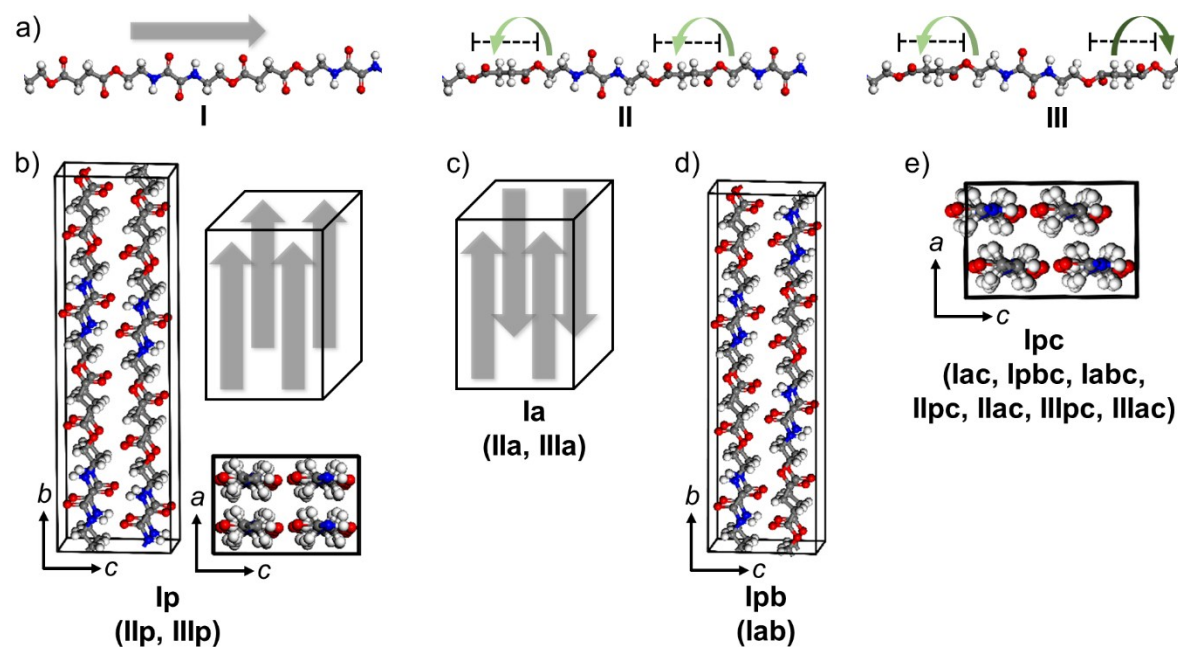 a)
I
II
III
b)
c)
d)
e)
a
c
Ipc
(Iac, Ipbc, Iabc,
IIpc, IIac, IIIpc, IIIac)
Ia
(IIa, IIIa)
b
c
a
c
Ip
(IIp, IIIp)
b
c
Ipb
(Iab)